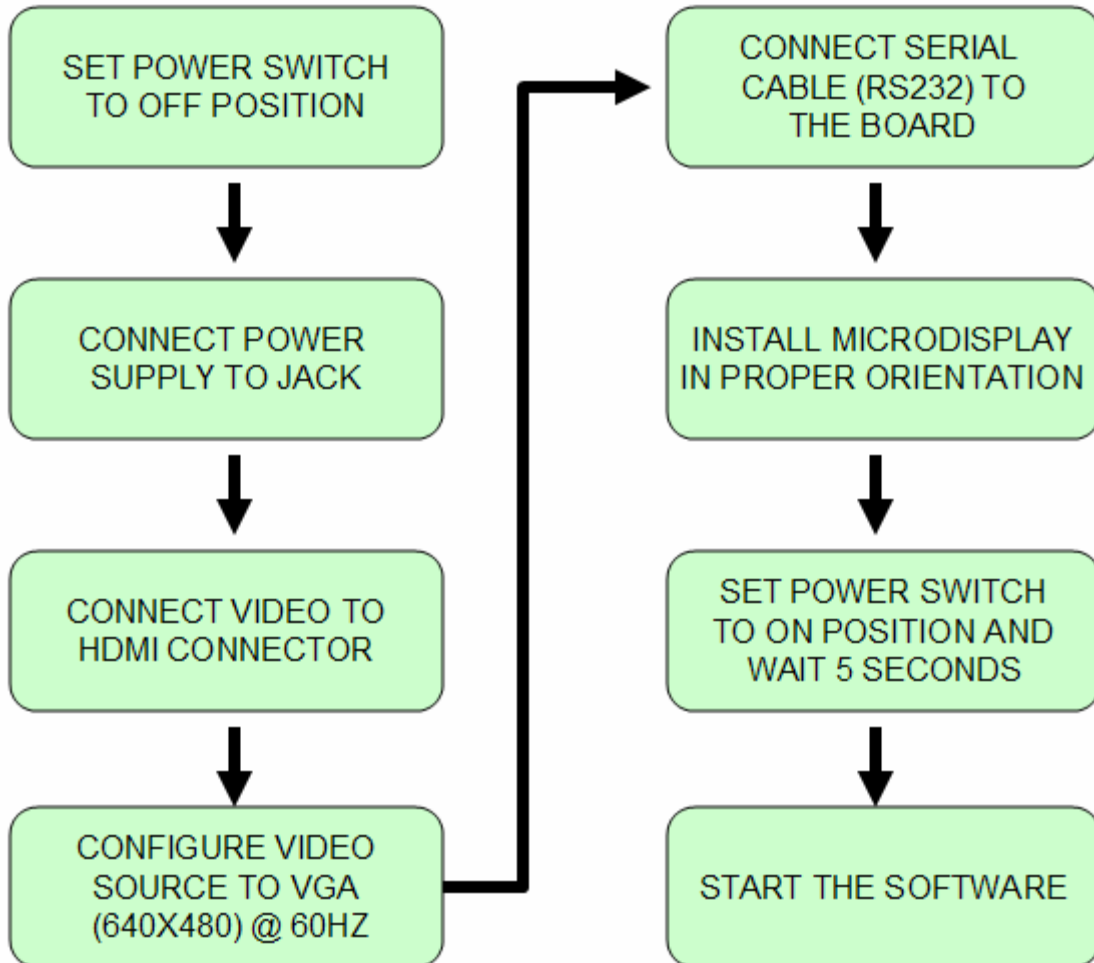 SET POWER SWITCH
TO OFF POSITION
CONNECT POWER
SUPPLY TO JACK
CONNECT VIDEO TO
HDMI CONNECTOR
CONFIGURE VIDEO
SOURCE TO VGA
(640X480) @ 60HZ
CONNECT SERIAL
CABLE (RS232) TO
THE BOARD
INSTALL MICRODISPLAY
IN PROPER ORIENTATION
SET POWER SWITCH
TO ON POSITION AND
WAIT 5 SECONDS
START THE SOFTWARE